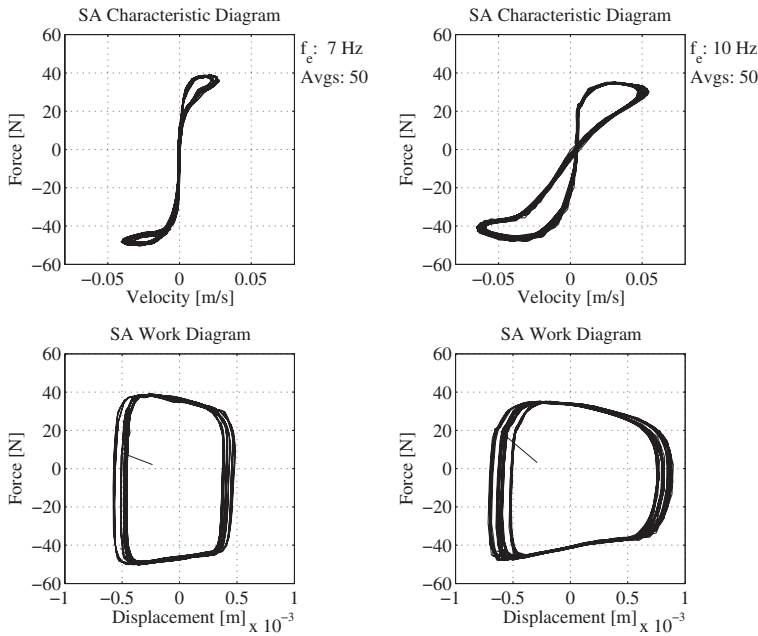 SA Characteristic Diagram
f_e: 7 Hz
Avgs: 50
Force [N]
60
40
20
0
−20
−40
−60
−0.05 0 0.05
Velocity [m/s]
SA Characteristic Diagram
f_e: 10 Hz
Avgs: 50
Force [N]
60
40
20
0
−20
−40
−60
−0.05 0 0.05
Velocity [m/s]
SA Work Diagram
Force [N]
60
40
20
0
−20
−40
−60
−1 −0.5 0 0.5 1
Displacement [m] x 10⁻³
SA Work Diagram
Force [N]
60
40
20
0
−20
−40
−60
−1 −0.5 0 0.5 1
Displacement [m] x 10⁻³